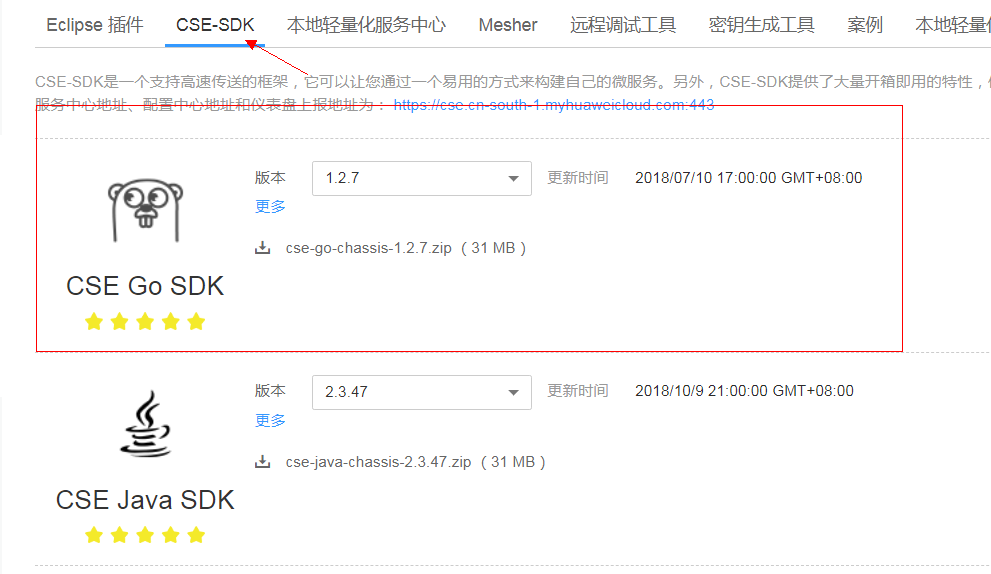 Eclipse 插件 CSE-SDK 本地轻量化服务中心 Mesher 远程调试工具 密钥生成工具 案例 本地轻量
CSE-SDK是一个支持高速传送的框架，它可以让您通过一个易用的方式来构建自己的微服务。另外，CSE-SDK提供了大量开箱即用的特性，
服务中心地址、配置中心地址和仪表盘上报地址为： https://cse.cn-south-1.myhuaweicloud.com:443
版本 1.2.7 更新时间 2018/07/10 17:00:00 GMT+08:00
更多
cse-go-chassis-1.2.7.zip （ 31 MB ）
CSE Go SDK
版本 2.3.47 更新时间 2018/10/9 21:00:00 GMT+08:00
更多
cse-java-chassis-2.3.47.zip （ 31 MB ）
CSE Java SDK